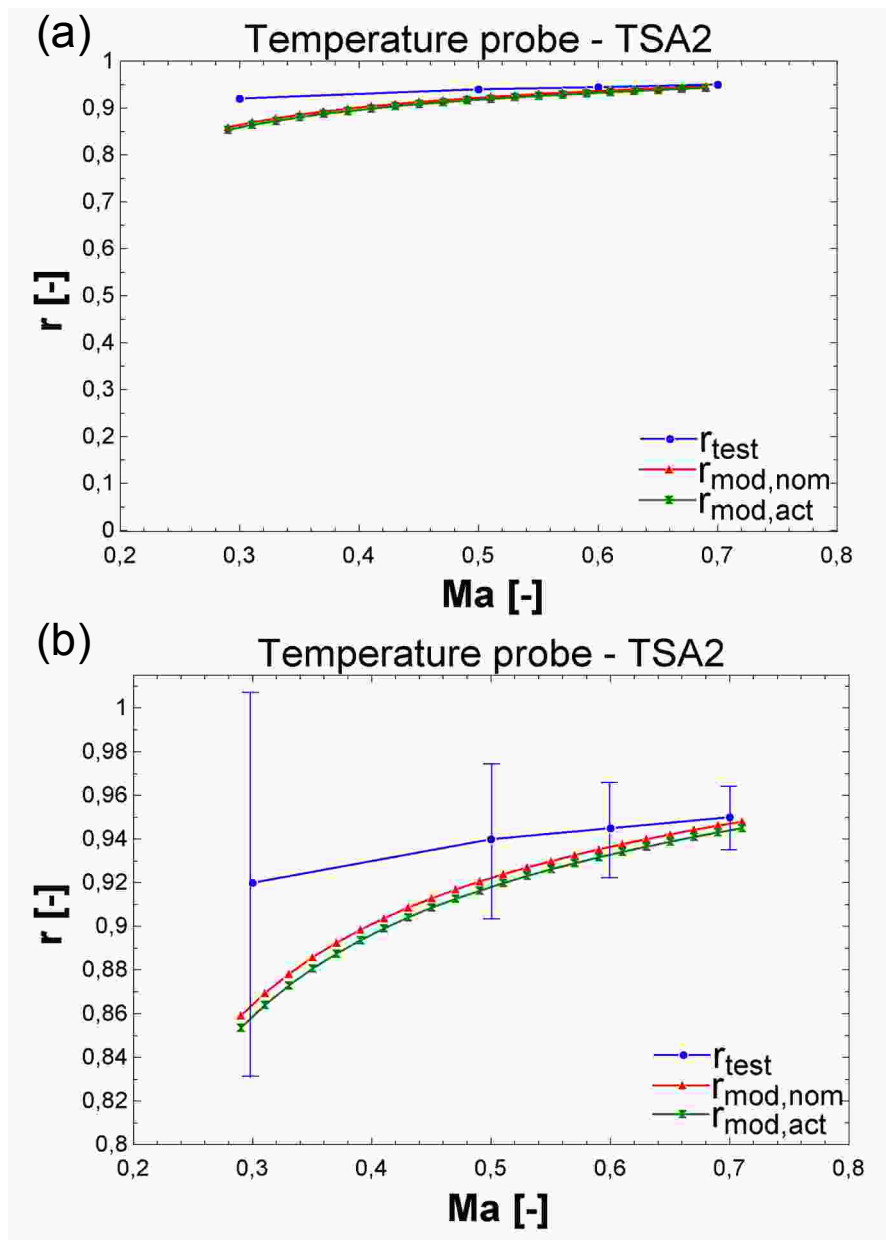 (a)
Temperature probe - TSA2
1
0,9
0,8
0,7
0,6
0,5
0,4
0,3
0,2
0,1
0
r [-]
r_test
r_mod,nom
r_mod,act
0,2 0,3 0,4 0,5 0,6 0,7 0,8
Ma [-]
(b)
Temperature probe - TSA2
1
0,98
0,96
0,94
0,92
0,9
0,88
0,86
0,84
0,82
0,8
r [-]
r_test
r_mod,nom
r_mod,act
0,2 0,3 0,4 0,5 0,6 0,7 0,8
Ma [-]